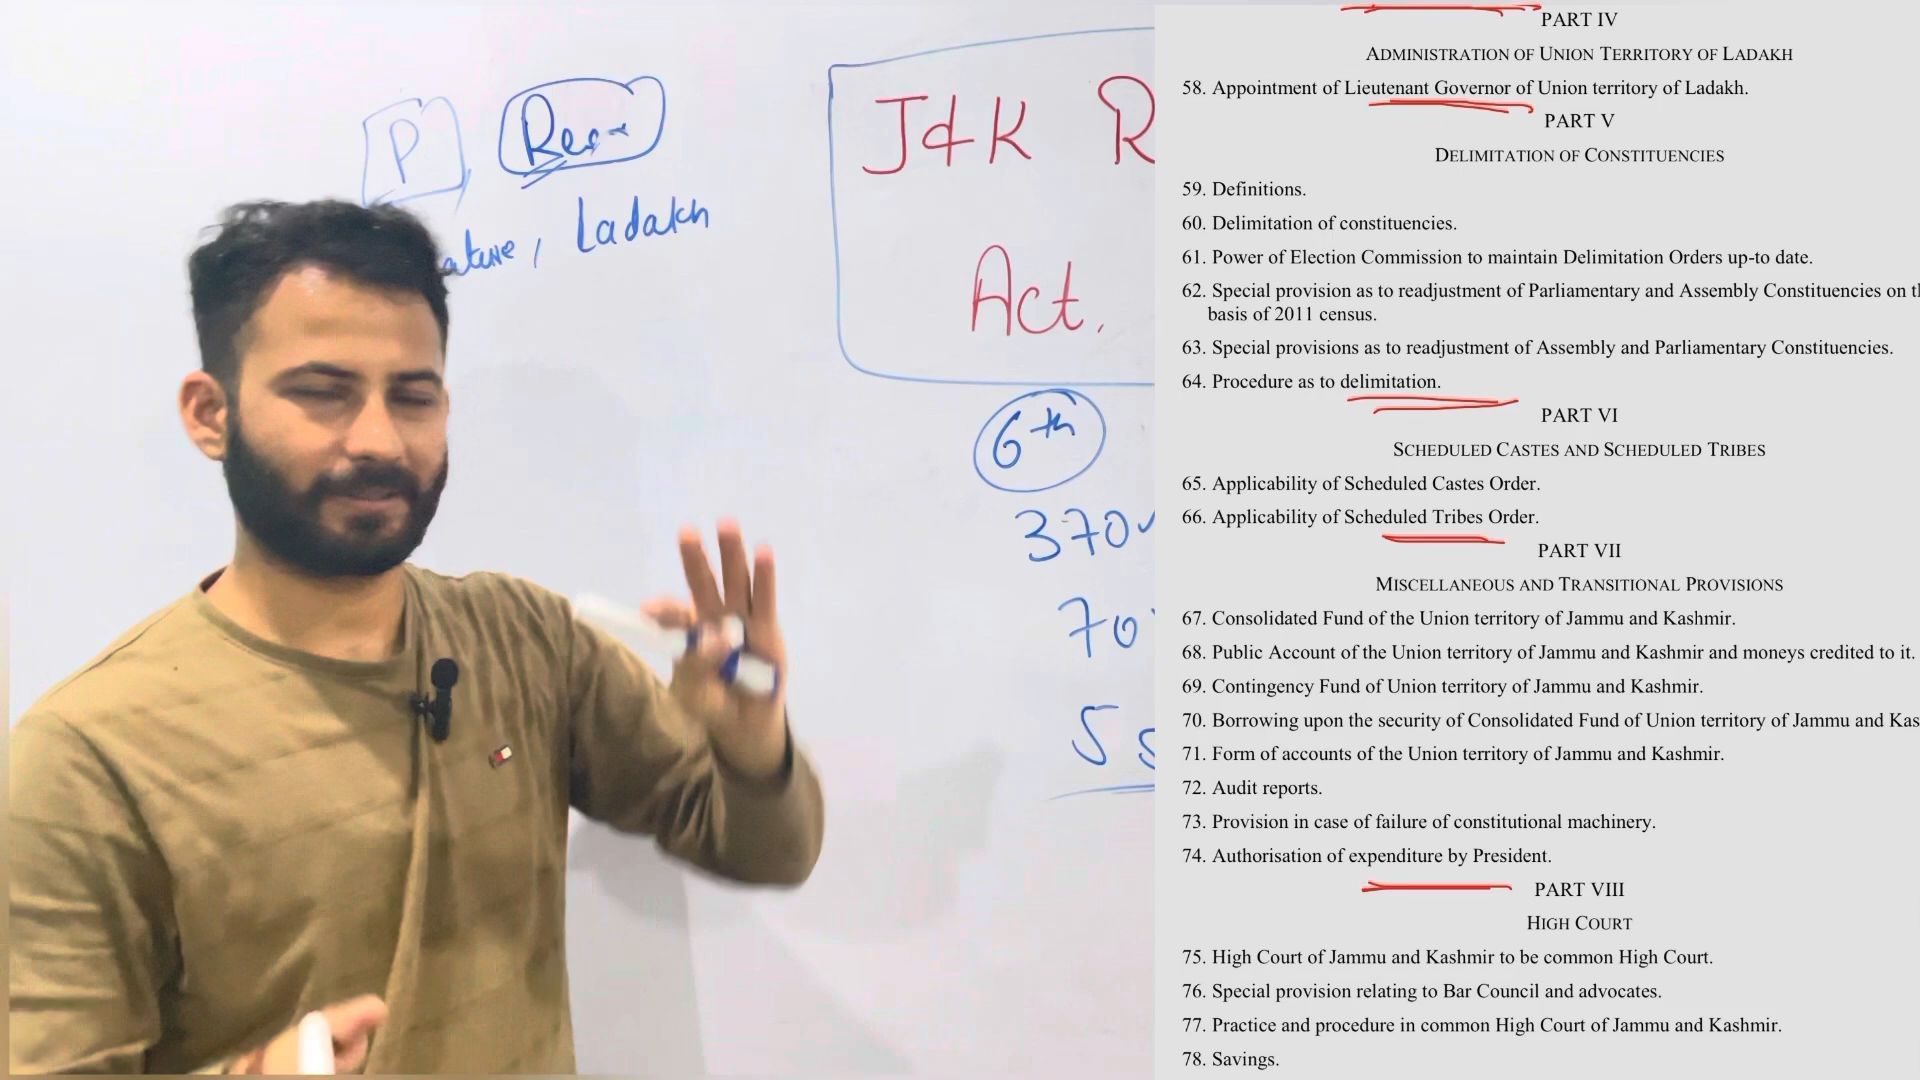 P
Rea
ature, Ladakh
J&K R
Act.
6th
370
70
5
PART IV
ADMINISTRATION OF UNION TERRITORY OF LADAKH
58. Appointment of Lieutenant Governor of Union territory of Ladakh.
PART V
DELIMITATION OF CONSTITUENCIES
59. Definitions.
60. Delimitation of constituencies.
61. Power of Election Commission to maintain Delimitation Orders up-to date.
62. Special provision as to readjustment of Parliamentary and Assembly Constituencies on t
basis of 2011 census.
63. Special provisions as to readjustment of Assembly and Parliamentary Constituencies.
64. Procedure as to delimitation.
PART VI
SCHEDULED CASTES AND SCHEDULED TRIBES
65. Applicability of Scheduled Castes Order.
66. Applicability of Scheduled Tribes Order.
PART VII
MISCELLANEOUS AND TRANSITIONAL PROVISIONS
67. Consolidated Fund of the Union territory of Jammu and Kashmir.
68. Public Account of the Union territory of Jammu and Kashmir and moneys credited to it.
69. Contingency Fund of Union territory of Jammu and Kashmir.
70. Borrowing upon the security of Consolidated Fund of Union territory of Jammu and Kas
71. Form of accounts of the Union territory of Jammu and Kashmir.
72. Audit reports.
73. Provision in case of failure of constitutional machinery.
74. Authorisation of expenditure by President.
PART VIII
HIGH COURT
75. High Court of Jammu and Kashmir to be common High Court.
76. Special provision relating to Bar Council and advocates.
77. Practice and procedure in common High Court of Jammu and Kashmir.
78. Savings.